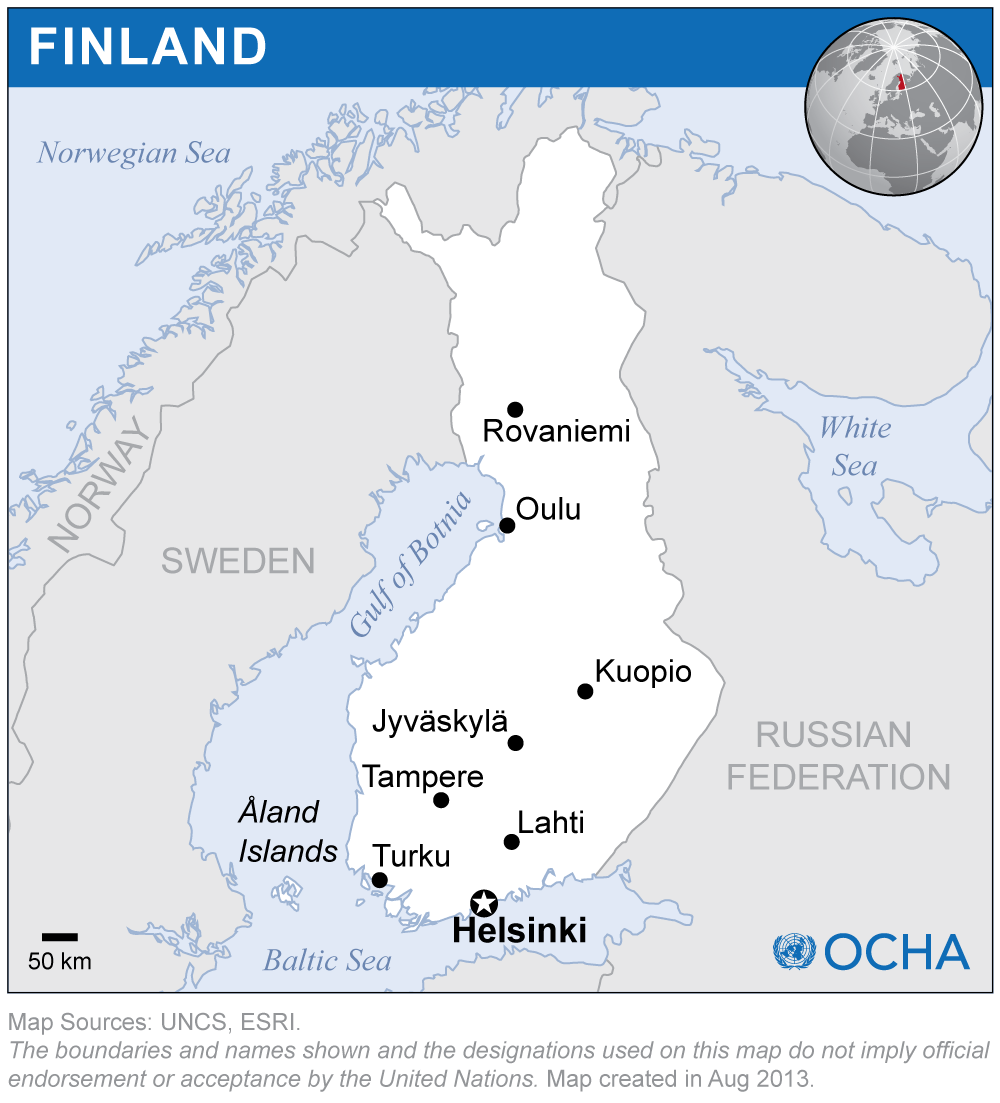 FINLAND
Norwegian Sea
Rovaniemi
White
Sea
NORWAY
Oulu
Gulf of Botnia
SWEDEN
Kuopio
Jyväskylä
RUSSIAN
FEDERATION
Tampere
Åland
Islands
Lahti
Turku
Helsinki
50 km
Baltic Sea
OCHA
Map Sources: UNCS, ESRI.
The boundaries and names shown and the designations used on this map do not imply official
endorsement or acceptance by the United Nations. Map created in Aug 2013.